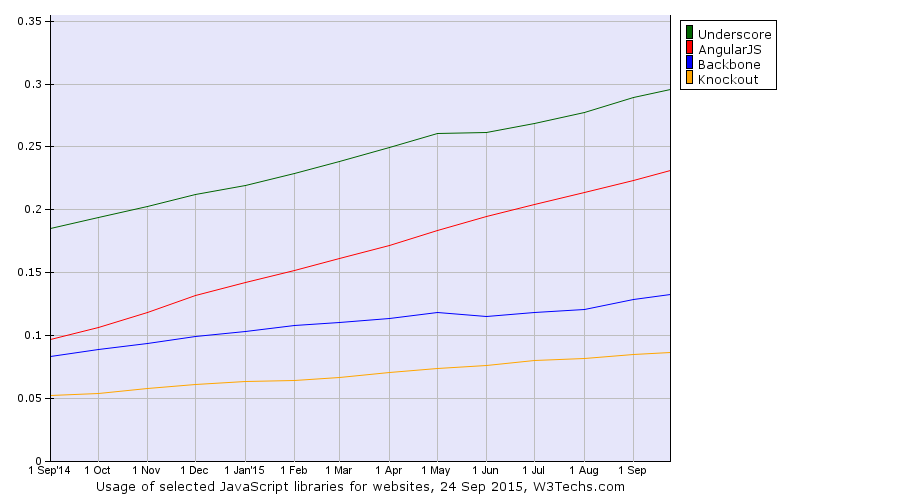 0.35
0.3
0.25
0.2
0.15
0.1
0.05
0
1 Sep'14 1 Oct 1 Nov 1 Dec 1 Jan'15 1 Feb 1 Mar 1 Apr 1 May 1 Jun 1 Jul 1 Aug 1 Sep
Usage of selected JavaScript libraries for websites, 24 Sep 2015, W3Techs.com
Underscore
AngularJS
Backbone
Knockout